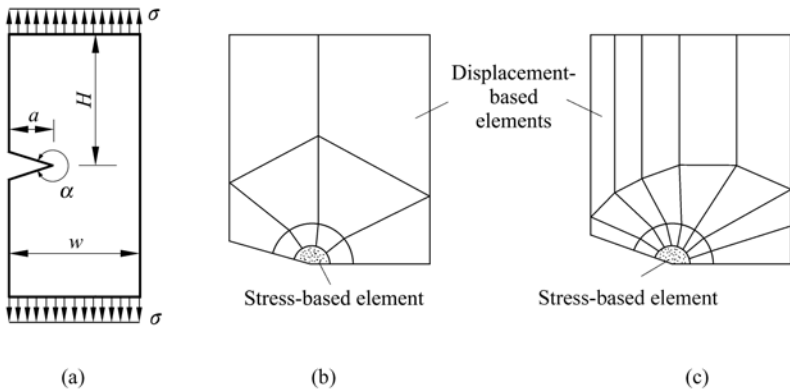 σ
H
a
α
w
σ
Displacement-
based
elements
Stress-based element
Stress-based element
(a)
(b)
(c)